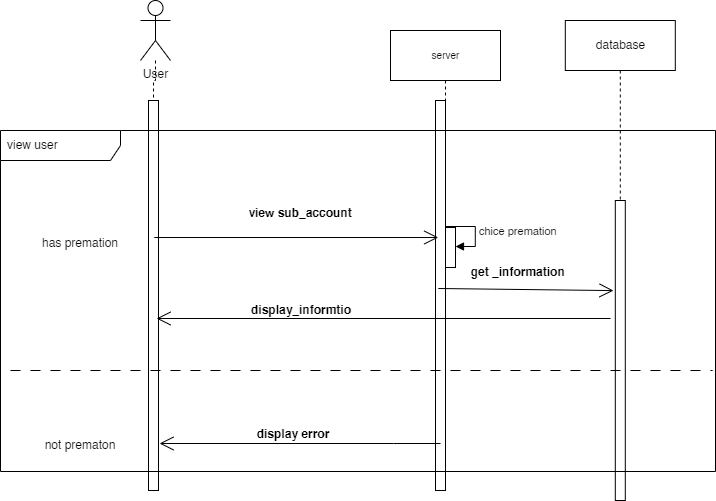 User
server
database
view user
view sub_account
has premation
chice premation
get _information
display_informtio
display error
not prematon